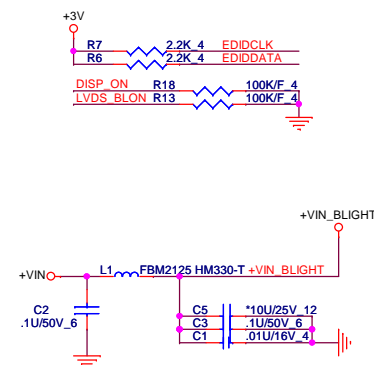 +3V
R7 2.2K_4 EDIDCLK
R6 2.2K_4 EDIDDATA
DISP_ON R18 100K/F_4
LVDS_BLON R13 100K/F_4
+VIN_BLIGHT
+VIN L1 FBM2125 HM330-T +VIN_BLIGHT
C2
.1U/50V_6
C5 *10U/25V_12
C3 .1U/50V_6
C1 .01U/16V_4